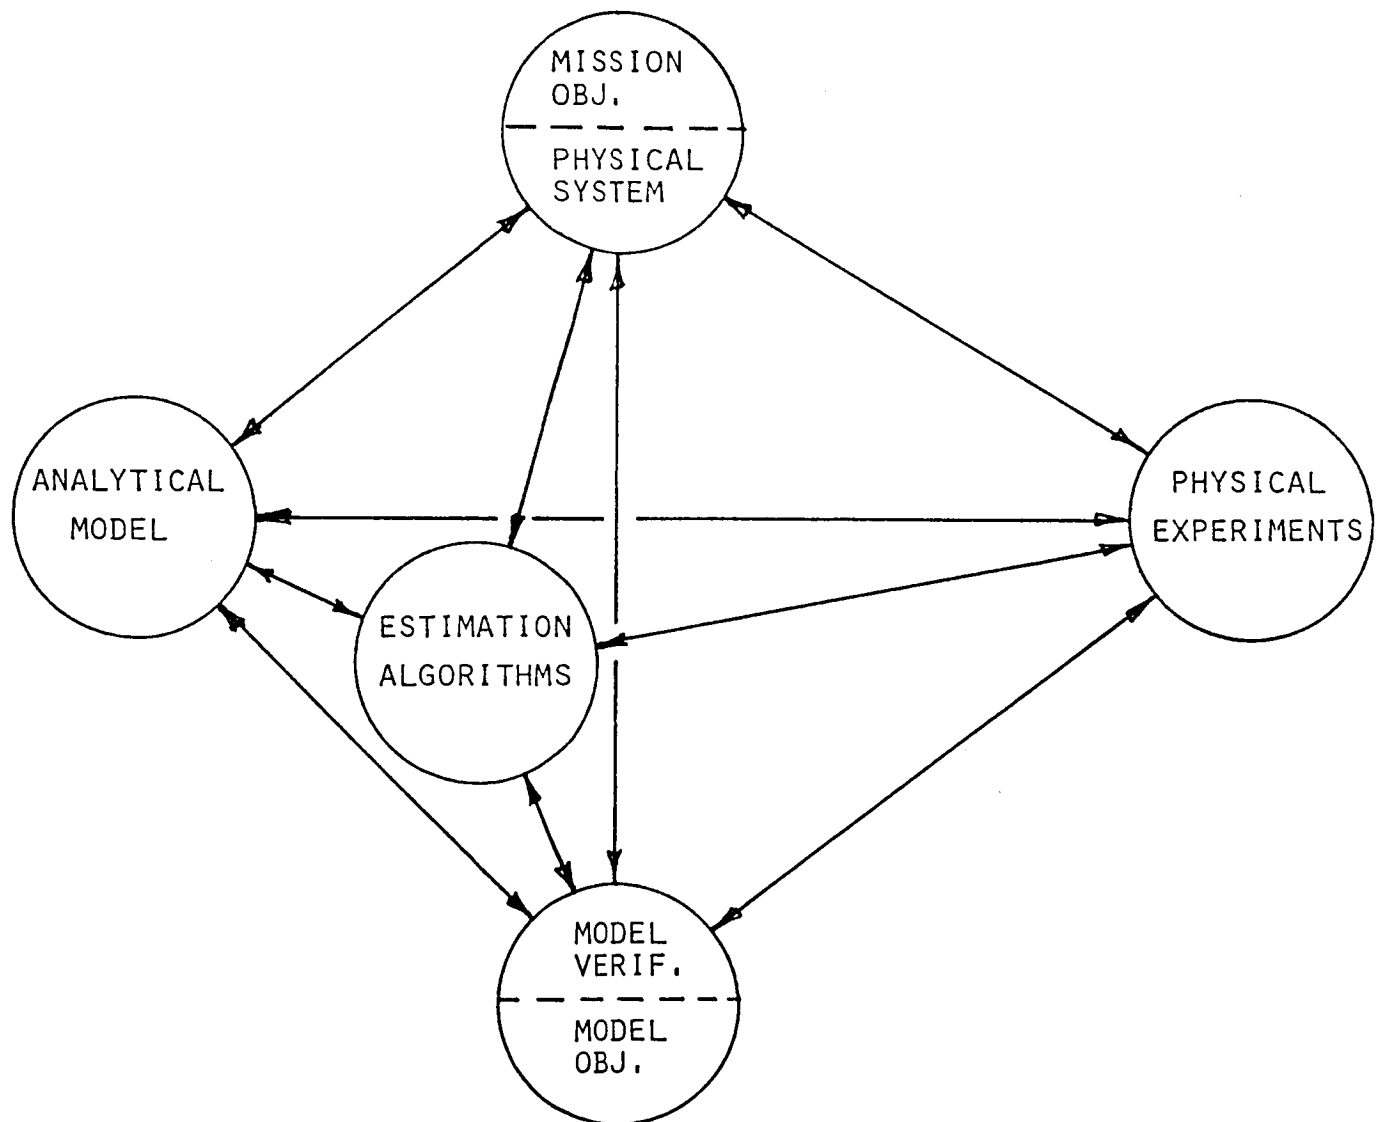 MISSION
OBJ.
PHYSICAL
SYSTEM
ANALYTICAL
MODEL
PHYSICAL
EXPERIMENTS
ESTIMATION
ALGORITHMS
MODEL
VERIF.
MODEL
OBJ.